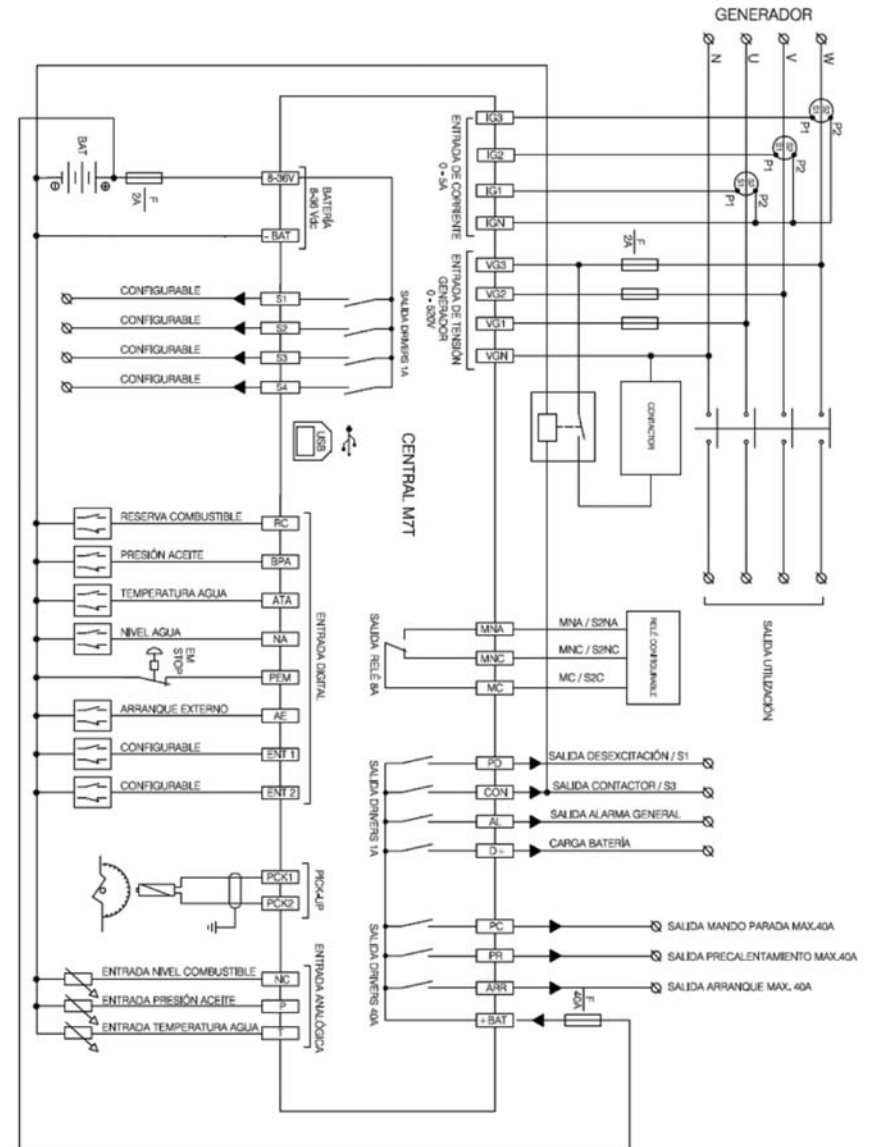 GENERADOR
N
U
V
W
S1
S2
P1
P2
S1
S2
P1
P2
S1
S2
P1
P2
IG3
IG2
IG1
IGN
ENTRADA DE CORRIENTE
0 - 5A
VG3
VG2
VG1
VGN
ENTRADA DE TENSIÓN
GENERADOR
0 - 520V
F
2A
CONTACTOR
SALIDA UTILIZACIÓN
BAT
F
2A
8-36V
- BAT
BATERÍA
8-36 Vdc
CONFIGURABLE
S1
CONFIGURABLE
S2
CONFIGURABLE
S3
CONFIGURABLE
S4
SALIDA DRIVERS 1A
USB
CENTRAL M7T
RESERVA COMBUSTIBLE
RC
PRESIÓN ACEITE
BPA
TEMPERATURA AGUA
ATA
NIVEL AGUA
NA
EM
STOP
PEM
ARRANQUE EXTERNO
AE
CONFIGURABLE
ENT 1
CONFIGURABLE
ENT 2
ENTRADA DIGITAL
PCK1
PCK2
PICK-UP
ENTRADA NIVEL COMBUSTIBLE
NC
ENTRADA PRESIÓN ACEITE
P
ENTRADA TEMPERATURA AGUA
T
ENTRADA ANALÓGICA
SALIDA RELÉ 8A
MNA
MNA / S2NA
MNC
MNC / S2NC
MC
MC / S2C
RELÉ CONFIGURABLE
SALIDA DRIVERS 1A
PD
SALIDA DESEXCITACIÓN / S1
CON
SALIDA CONTACTOR / S3
AL
SALIDA ALARMA GENERAL
D+
CARGA BATERÍA
SALIDA DRIVERS 40A
PC
SALIDA MANDO PARADA MAX.40A
PR
SALIDA PRECALENTAMIENTO MAX.40A
ARR
SALIDA ARRANQUE MAX. 40A
+BAT
F
40A